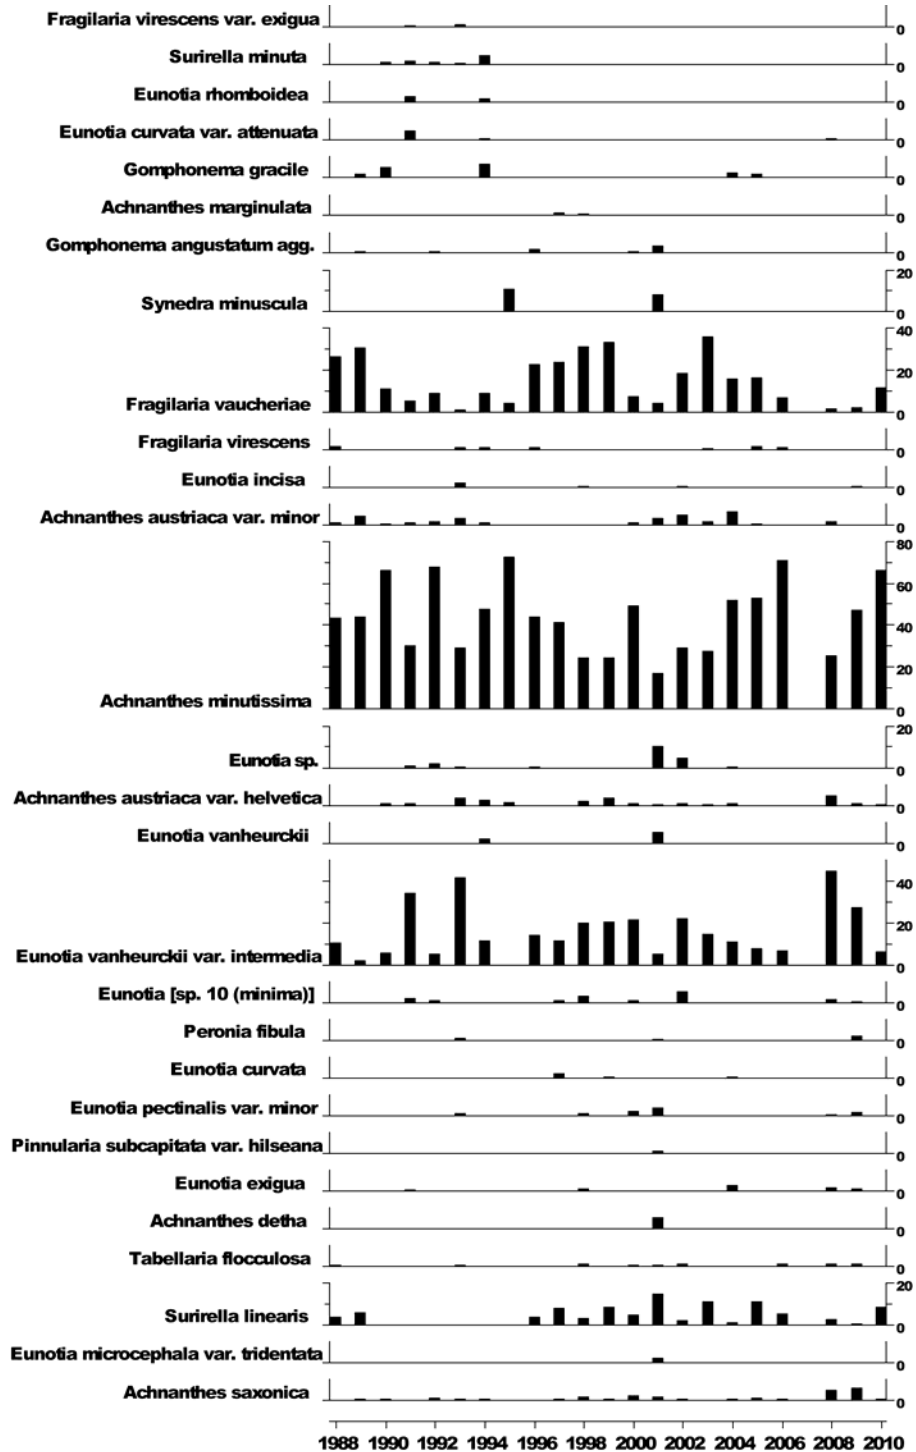 Fragilaria virescens var. exigua 0
Surirella minuta 0
Eunotia rhomboidea 0
Eunotia curvata var. attenuata 0
Gomphonema gracile 0
Achnanthes marginulata 0
Gomphonema angustatum agg. 0
20
Synedra minuscula 0
40
20
Fragilaria vaucheriae 0
Fragilaria virescens 0
Eunotia incisa 0
Achnanthes austriaca var. minor 0
80
60
40
20
Achnanthes minutissima 0
20
Eunotia sp. 0
Achnanthes austriaca var. helvetica 0
Eunotia vanheurckii 0
40
20
Eunotia vanheurckii var. intermedia 0
Eunotia [sp. 10 (minima)] 0
Peronia fibula 0
Eunotia curvata 0
Eunotia pectinalis var. minor 0
Pinnularia subcapitata var. hilseana 0
Eunotia exigua 0
Achnanthes detha 0
Tabellaria flocculosa 0
20
Surirella linearis 0
Eunotia microcephala var. tridentata 0
Achnanthes saxonica 0
1988 1990 1992 1994 1996 1998 2000 2002 2004 2006 2008 2010